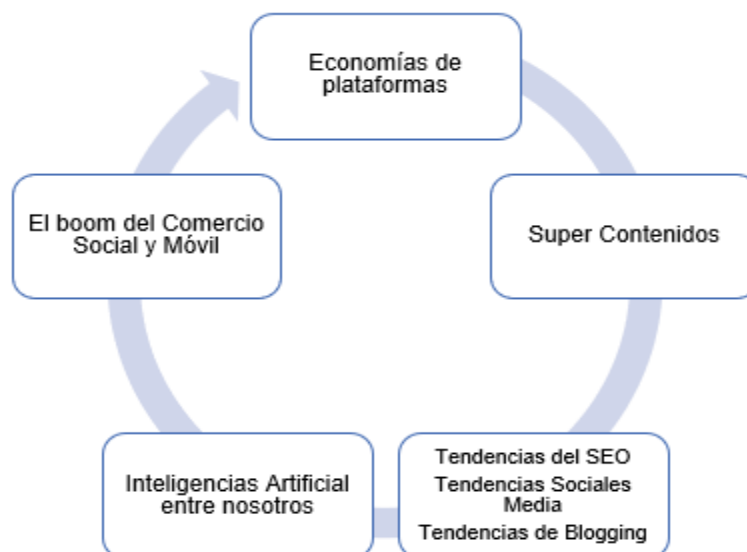 Economías de
plataformas
El boom del Comercio
Social y Móvil
Super Contenidos
Inteligencias Artificial
entre nosotros
Tendencias del SEO
Tendencias Sociales
Media
Tendencias de Blogging